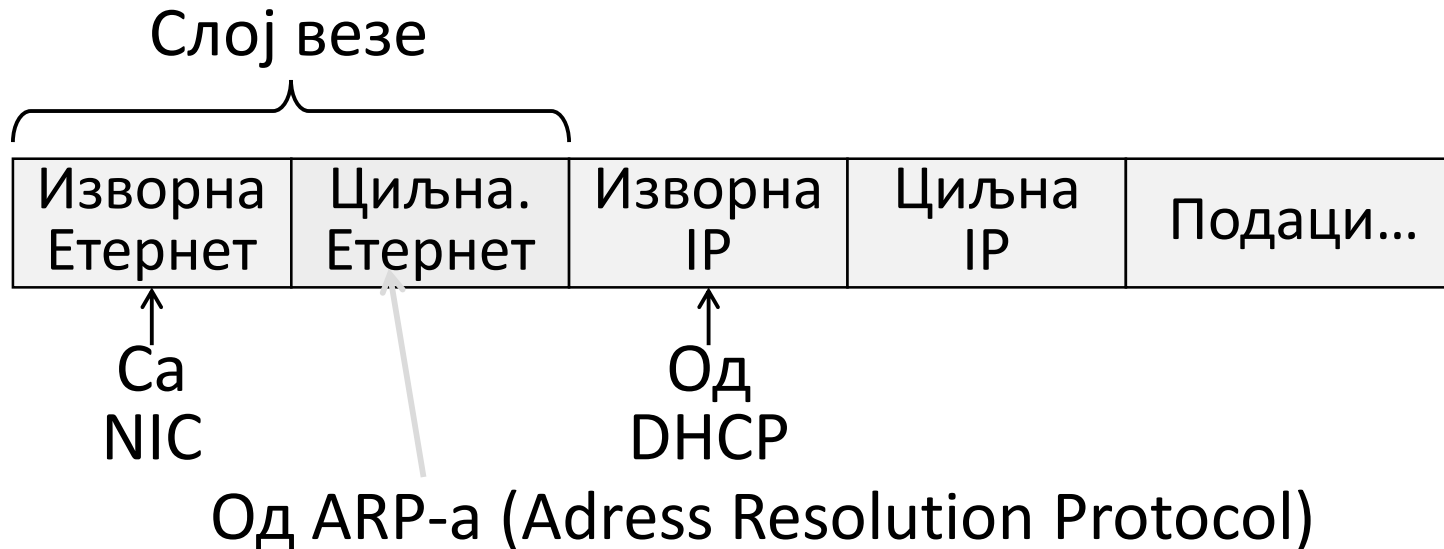 Слој везе
Изворна
Етернет
Циљна.
Етернет
Изворна
IP
Циљна
IP
Подаци...
Са
NIC
Од
DHCP
Од ARP-а (Adress Resolution Protocol)